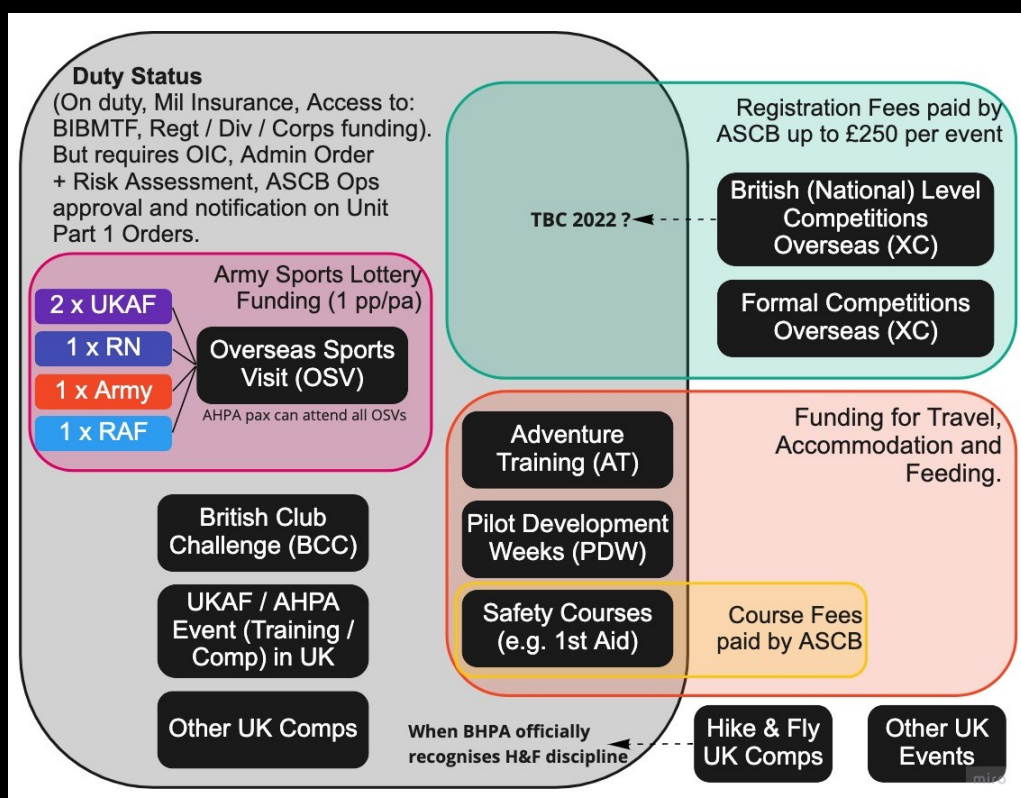 Duty Status
(On duty, Mil Insurance, Access to:
BIBMTF, Regt / Div / Corps funding).
But requires OIC, Admin Order
+ Risk Assessment, ASCB Ops
approval and notification on Unit
Part 1 Orders.
Registration Fees paid by
ASCB up to £250 per event
British (National) Level
Competitions
Overseas (XC)
TBC 2022 ?
Formal Competitions
Overseas (XC)
Army Sports Lottery
Funding (1 pp/pa)
2 x UKAF
1 x RN
1 x Army
1 x RAF
Overseas Sports
Visit (OSV)
AHPA pax can attend all OSVs
Funding for Travel,
Accommodation and
Feeding.
Adventure
Training (AT)
Pilot Development
Weeks (PDW)
Safety Courses
(e.g. 1st Aid)
Course Fees
paid by ASCB
British Club
Challenge (BCC)
UKAF / AHPA
Event (Training /
Comp) in UK
Other UK Comps
When BHPA officially
recognises H&F discipline
Hike & Fly
UK Comps
Other UK
Events
miro